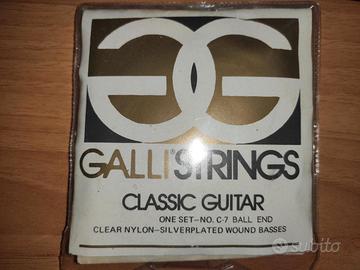 GALLI®STRINGS
CLASSIC GUITAR
ONE SET-NO. C-7 BALL END
CLEAR NYLON-SILVERPLATED WOUND BASSES
subito